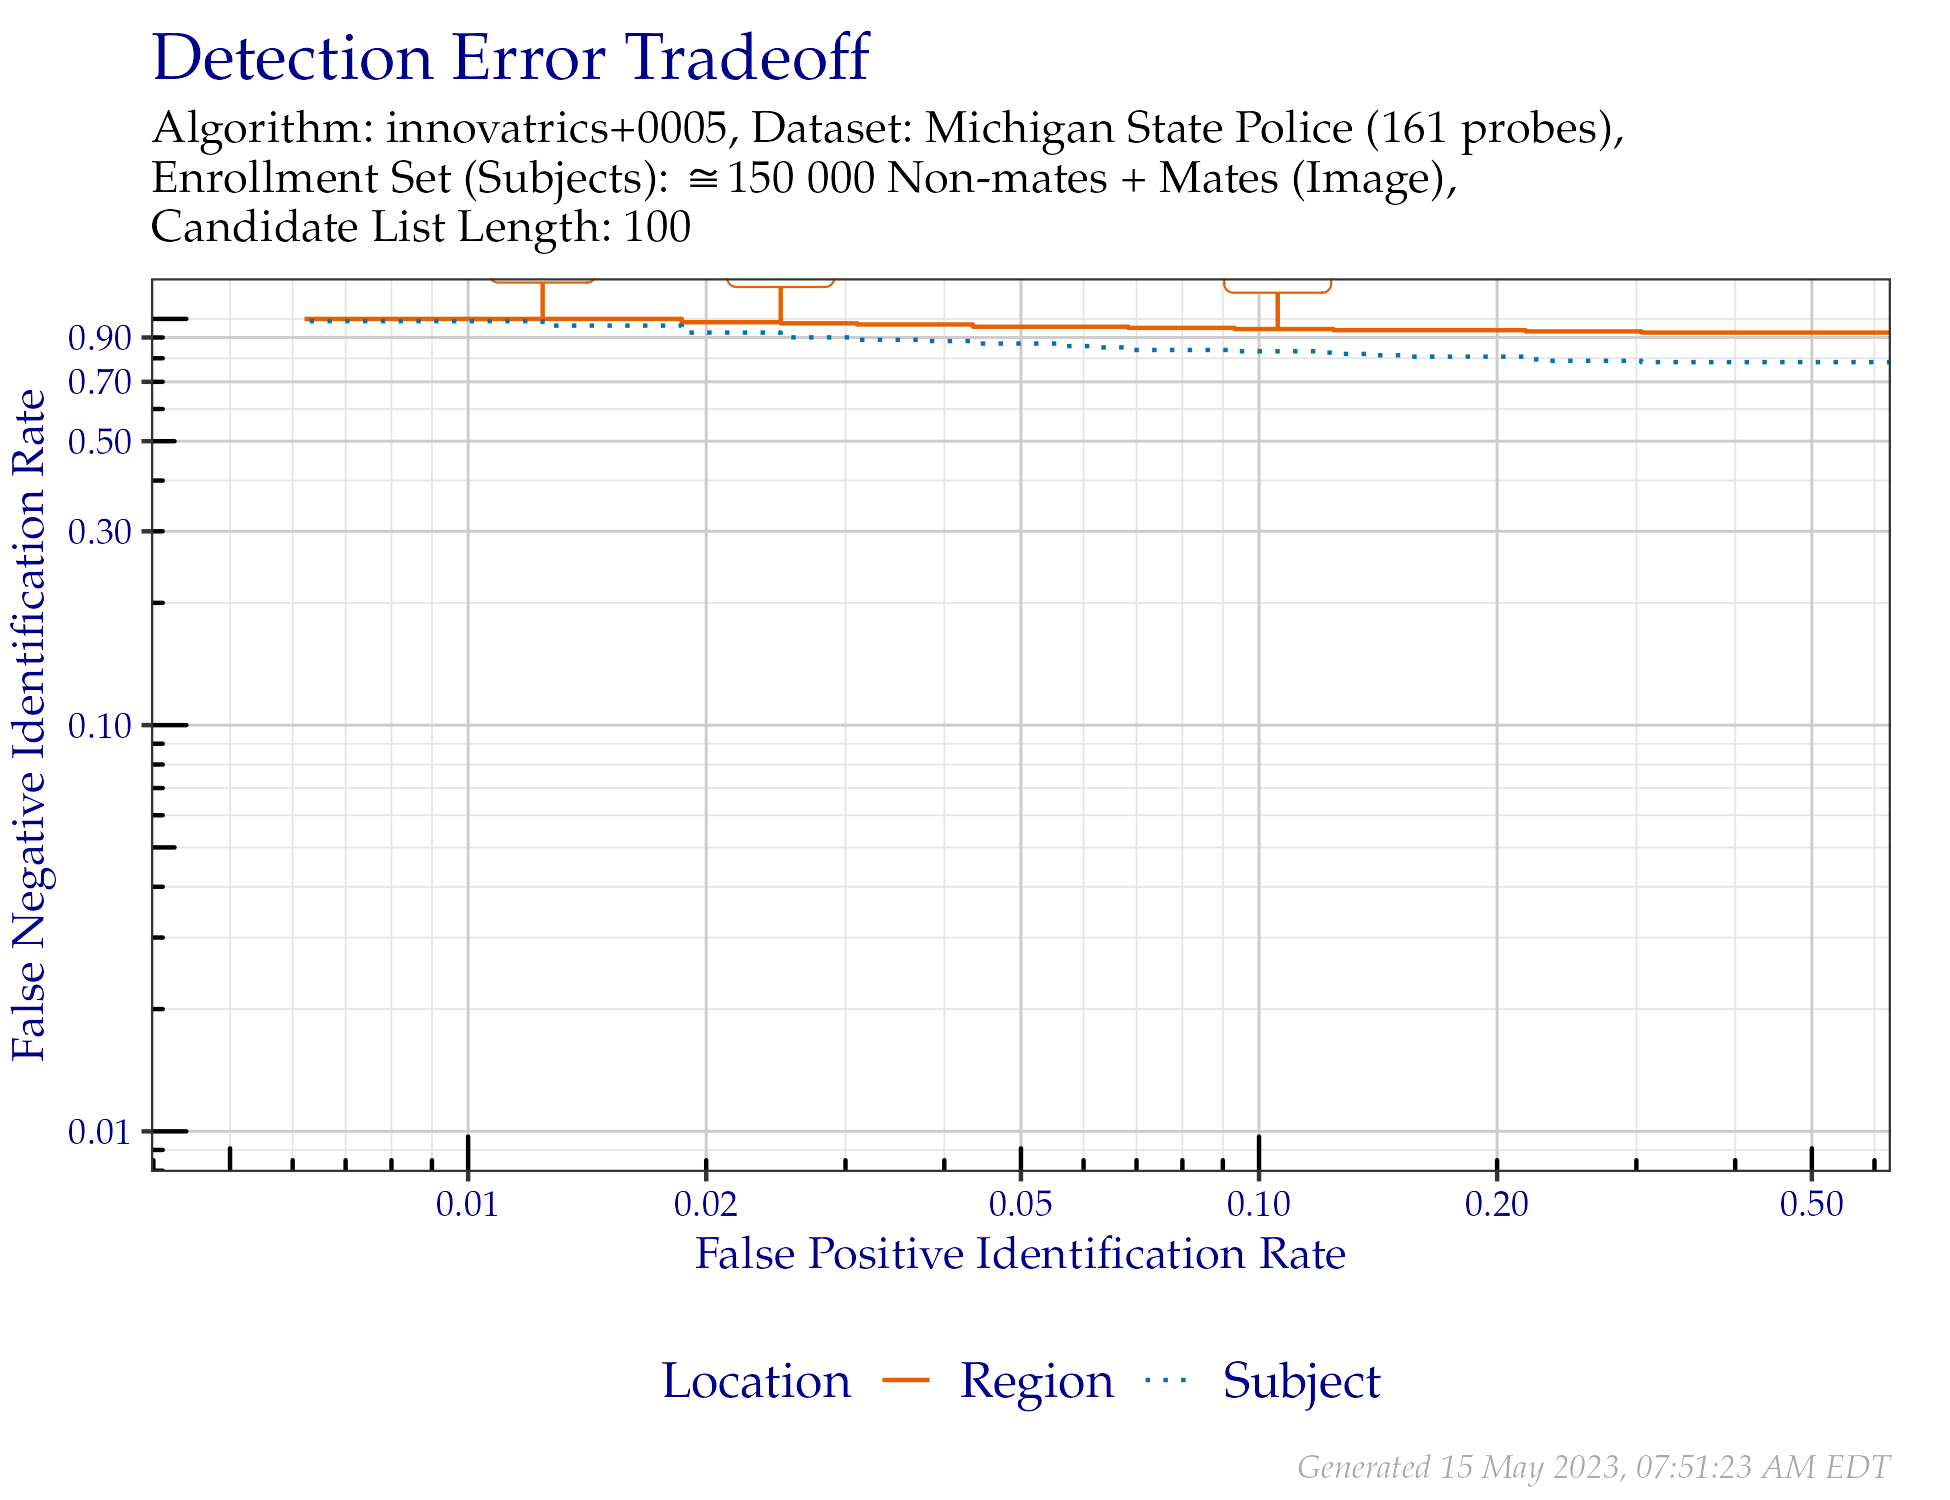 Detection Error Tradeoff
Algorithm: innovatrics+0005, Dataset: Michigan State Police (161 probes),
Enrollment Set (Subjects): ≅ 150 000 Non-mates + Mates (Image),
Candidate List Length: 100
False Negative Identification Rate
0.90
0.70
0.50
0.30
0.10
0.01
0.01 0.02 0.05 0.10 0.20 0.50
False Positive Identification Rate
Location Region Subject
Generated 15 May 2023, 07:51:23 AM EDT